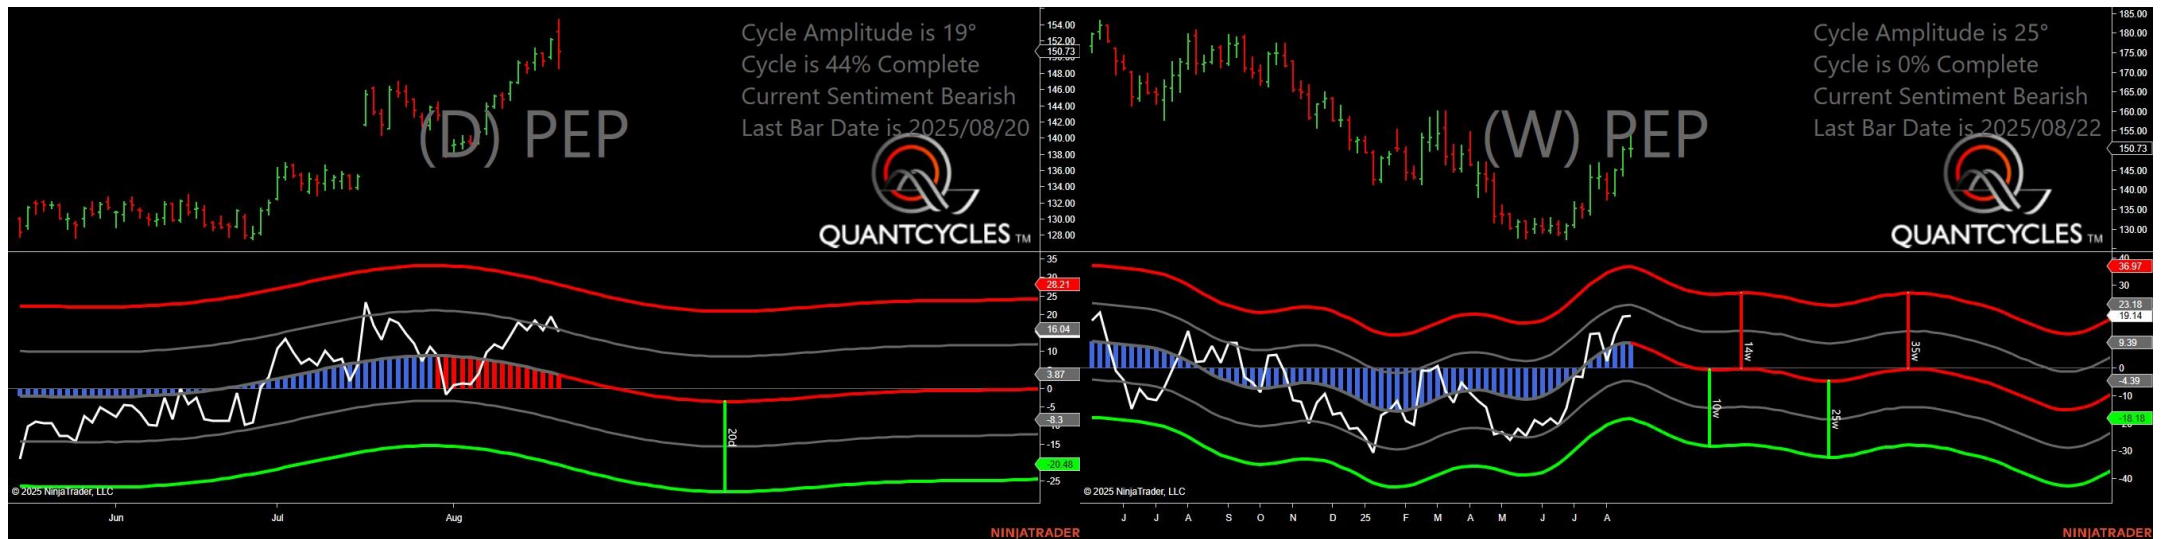 Cycle Amplitude is 19°
Cycle is 44% Complete
Current Sentiment Bearish
Last Bar Date is 2025/08/20
(D) PEP
QUANTCYCLES TM
154.00
152.00
150.73
148.00
146.00
144.00
142.00
140.00
138.00
136.00
134.00
132.00
130.00
128.00
35
28.21
25
20
16.04
10
5
3.87
0
-5
-8.3
-15
-20.48
-25
20d
© 2025 NinjaTrader, LLC
Jun Jul Aug
NINJATRADER
Cycle Amplitude is 25°
Cycle is 0% Complete
Current Sentiment Bearish
Last Bar Date is 2025/08/22
(W) PEP
QUANTCYCLES TM
185.00
180.00
175.00
170.00
165.00
160.00
155.00
150.73
145.00
140.00
135.00
130.00
40
36.97
30
23.18
19.14
9.39
0
-4.39
-10
-18.18
-30
-40
14w
35w
10w
25w
© 2025 NinjaTrader, LLC
J J A S O N D 25 F M A M J J A
NINJATRADER